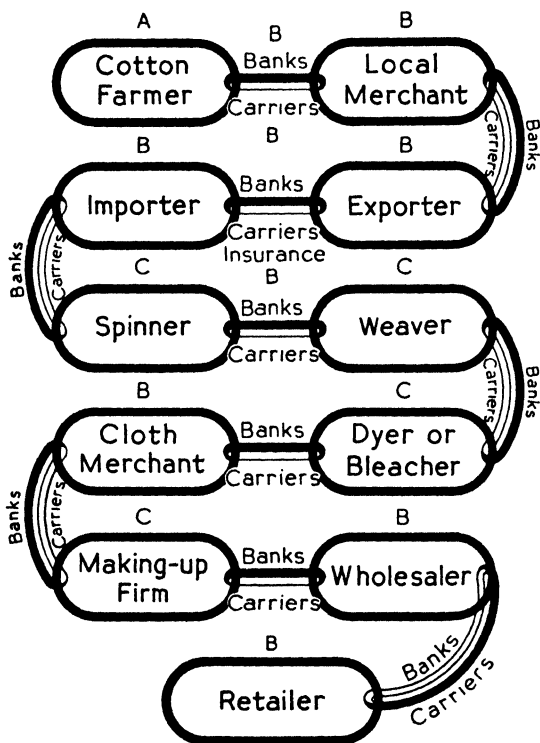 A
B
B
Cotton
Farmer
Banks
Carriers
Local
Merchant
B
Carriers
Banks
B
B
Importer
Banks
Carriers
Insurance
Exporter
Banks
Carriers
C
B
C
Spinner
Banks
Carriers
Weaver
Carriers
Banks
B
C
Cloth
Merchant
Banks
Carriers
Dyer or
Bleacher
Banks
Carriers
C
B
Making-up
Firm
Banks
Carriers
Wholesaler
Banks
Carriers
B
Retailer